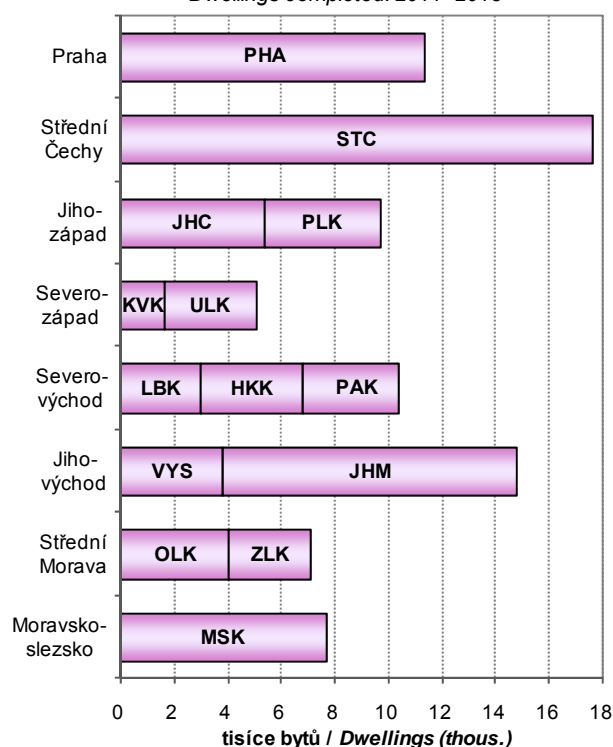 Praha
PHA
Střední
Čechy
STC
Jiho-
západ
JHC PLK
Severo-
západ
KVK ULK
Severo-
východ
LBK HKK PAK
Jiho-
východ
VYS JHM
Střední
Morava
OLK ZLK
Moravsko-
slezsko
MSK
0 2 4 6 8 10 12 14 16 18
tisíce bytů / Dwellings (thous.)